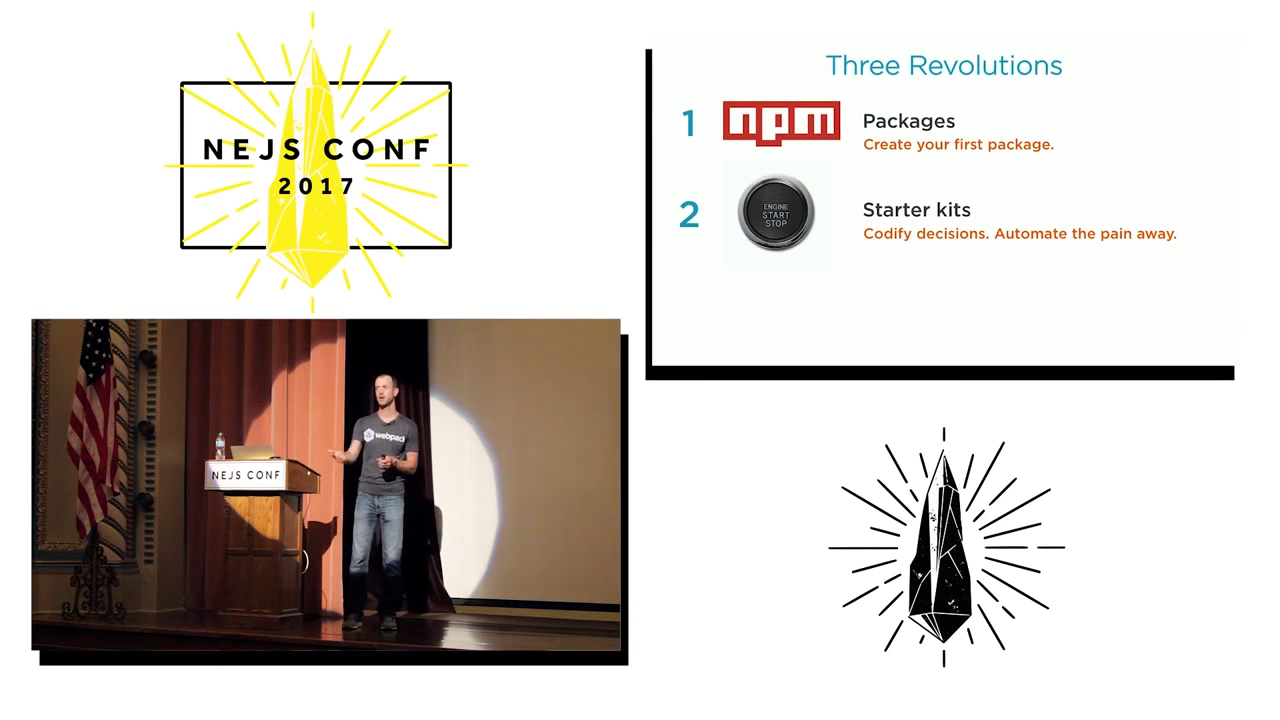 NEJS CONF
2017
Three Revolutions
1
npm
Packages
Create your first package.
2
ENGINE
START
STOP
Starter kits
Codify decisions. Automate the pain away.
webpack
NEJS CONF